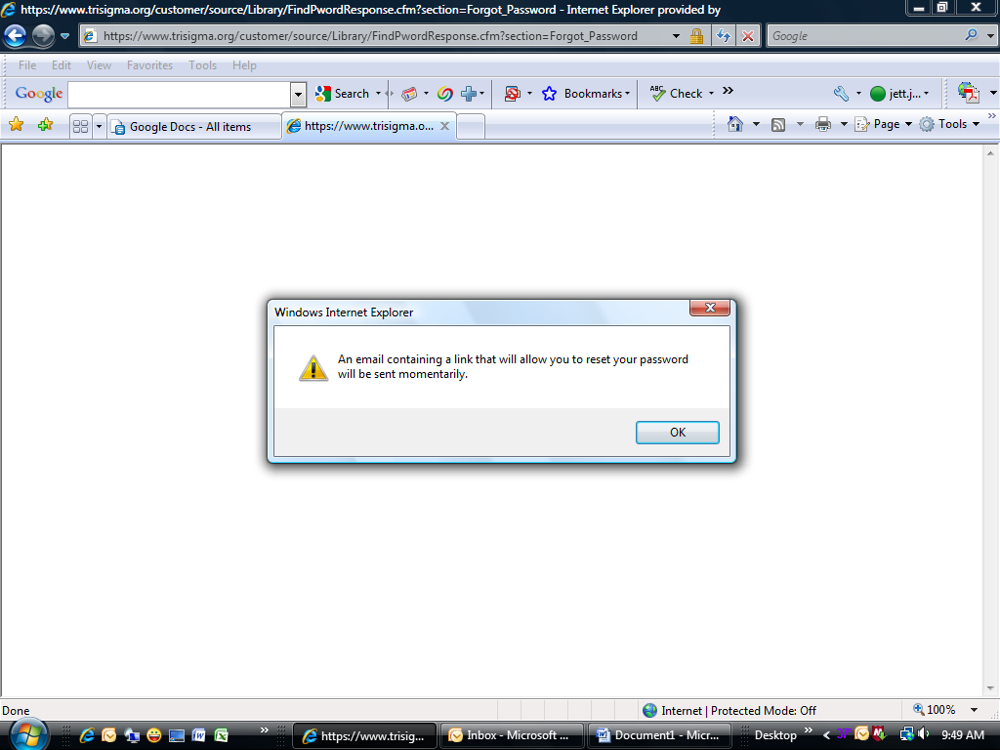 https://www.trisigma.org/customer/source/Library/FindPwordResponse.cfm?section=Forgot_Password - Internet Explorer provided by
https://www.trisigma.org/customer/source/Library/FindPwordResponse.cfm?section=Forgot_Password
Google
File Edit View Favorites Tools Help
Google Search Bookmarks ABC Check » jett.j...
Google Docs - All items https://www.trisigma.o... Page Tools »
Windows Internet Explorer
An email containing a link that will allow you to reset your password
will be sent momentarily.
OK
Done Internet | Protected Mode: Off 100%
https://www.trisig... Inbox - Microsoft ... Document1 - Micr... Desktop » 9:49 AM